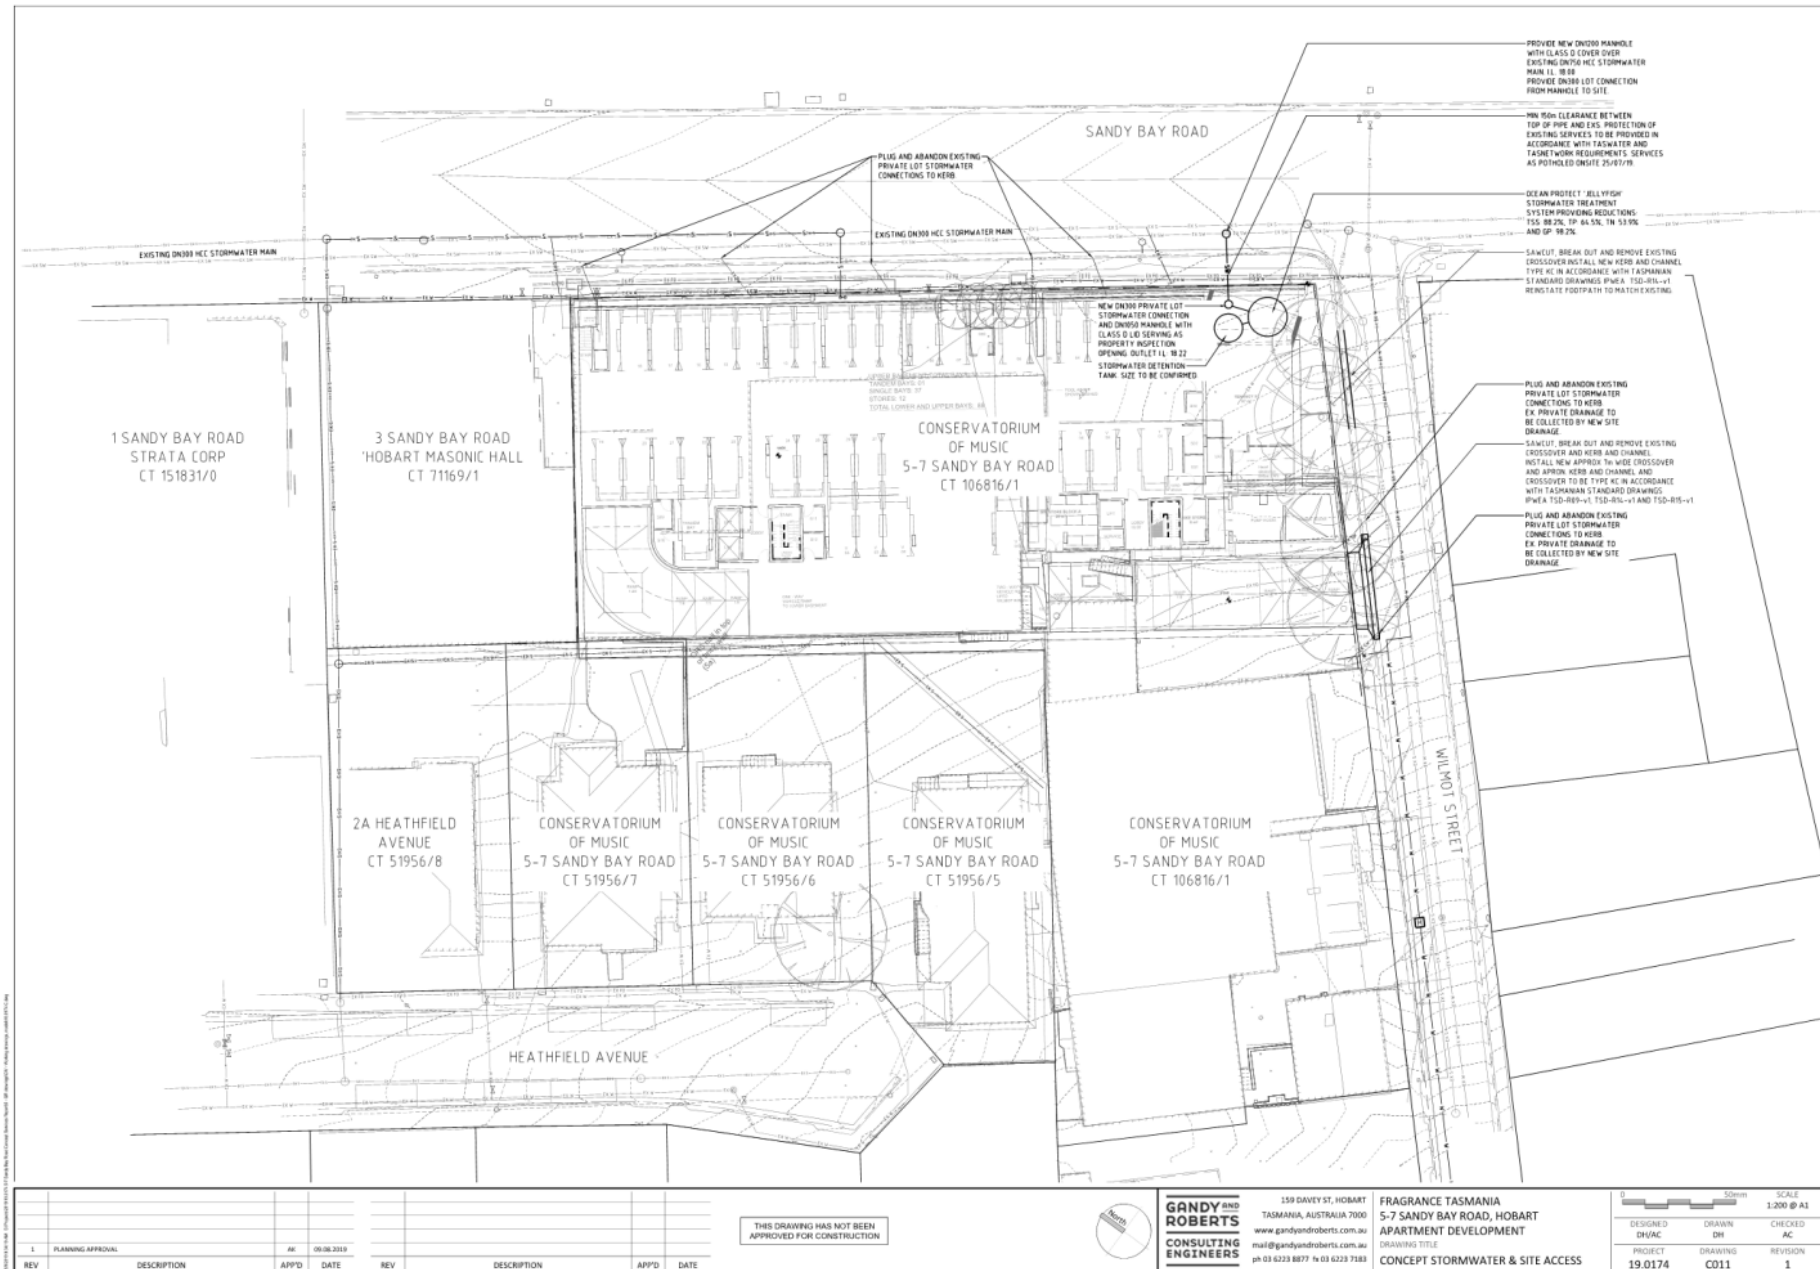 PROVIDE NEW DN1200 MANHOLE
WITH CLASS D COVER OVER
EXISTING DN750 HCC STORMWATER
MAIN I.L. 18.08
PROVIDE DN300 LOT CONNECTION
FROM MANHOLE TO SITE.
MIN 150m CLEARANCE BETWEEN
TOP OF PIPE AND EXS. PROTECTION OF
EXISTING SERVICES TO BE PROVIDED IN
ACCORDANCE WITH TASWATER AND
TASNETWORK REQUIREMENTS. SERVICES
AS POTHOLED ONSITE 25/07/19.
SANDY BAY ROAD
PLUG AND ABANDON EXISTING
PRIVATE LOT STORMWATER
CONNECTIONS TO KERB
OCEAN PROTECT 'JELLYFISH'
STORMWATER TREATMENT
SYSTEM PROVIDING REDUCTIONS
TSS 88.2%, TP 64.5%, TN 53.9%
AND GP 98.2%
EXISTING DN300 HCC STORMWATER MAIN
EXISTING DN300 HCC STORMWATER MAIN
SAWCUT, BREAK OUT AND REMOVE EXISTING
CROSSOVER INSTALL NEW KERB AND CHANNEL
TYPE KC IN ACCORDANCE WITH TASMANIAN
STANDARD DRAWINGS IPWEA TSD-R14-v1
REINSTATE FOOTPATH TO MATCH EXISTING
NEW DN300 PRIVATE LOT
STORMWATER CONNECTION
AND DN1050 MANHOLE WITH
CLASS D LID SERVING AS
PROPERTY INSPECTION
OPENING OUTLET I.L. 18.22
STORMWATER DETENTION
TANK. SIZE TO BE CONFIRMED
TANDEM BAYS: 51
SINGLE BAYS: 37
STORES: 12
TOTAL LOWER AND UPPER BAYS:
PLUG AND ABANDON EXISTING
PRIVATE LOT STORMWATER
CONNECTIONS TO KERB
EX. PRIVATE DRAINAGE TO
BE COLLECTED BY NEW SITE
DRAINAGE
1 SANDY BAY ROAD
STRATA CORP
CT 151831/0
3 SANDY BAY ROAD
'HOBART MASONIC HALL
CT 71169/1
CONSERVATORIUM
OF MUSIC
5-7 SANDY BAY ROAD
CT 106816/1
SAWCUT, BREAK OUT AND REMOVE EXISTING
CROSSOVER AND KERB AND CHANNEL
INSTALL NEW APPROX 7m WIDE CROSSOVER
AND APRON. KERB AND CHANNEL AND
CROSSOVER TO BE TYPE KC IN ACCORDANCE
WITH TASMANIAN STANDARD DRAWINGS
IPWEA TSD-R09-v1, TSD-R14-v1 AND TSD-R15-v1
PLUG AND ABANDON EXISTING
PRIVATE LOT STORMWATER
CONNECTIONS TO KERB
EX. PRIVATE DRAINAGE TO
BE COLLECTED BY NEW SITE
DRAINAGE
WILMOT STREET
2A HEATHFIELD
AVENUE
CT 51956/8
CONSERVATORIUM
OF MUSIC
5-7 SANDY BAY ROAD
CT 51956/7
CONSERVATORIUM
OF MUSIC
5-7 SANDY BAY ROAD
CT 51956/6
CONSERVATORIUM
OF MUSIC
5-7 SANDY BAY ROAD
CT 51956/5
CONSERVATORIUM
OF MUSIC
5-7 SANDY BAY ROAD
CT 106816/1
HEATHFIELD AVENUE
1 PLANNING APPROVAL AK 09.08.2019
REV DESCRIPTION APP'D DATE
REV DESCRIPTION APP'D DATE
THIS DRAWING HAS NOT BEEN
APPROVED FOR CONSTRUCTION
North
GANDY AND
ROBERTS
CONSULTING
ENGINEERS
159 DAVEY ST, HOBART
TASMANIA, AUSTRALIA 7000
www.gandyandroberts.com.au
mail@gandyandroberts.com.au
ph 03 6223 8877 fx 03 6223 7183
FRAGRANCE TASMANIA
5-7 SANDY BAY ROAD, HOBART
APARTMENT DEVELOPMENT
DRAWING TITLE
CONCEPT STORMWATER & SITE ACCESS
0 50mm SCALE
1:200 @ A1
DESIGNED DRAWN CHECKED
DH/AC DH AC
PROJECT DRAWING REVISION
19.0174 C011 1